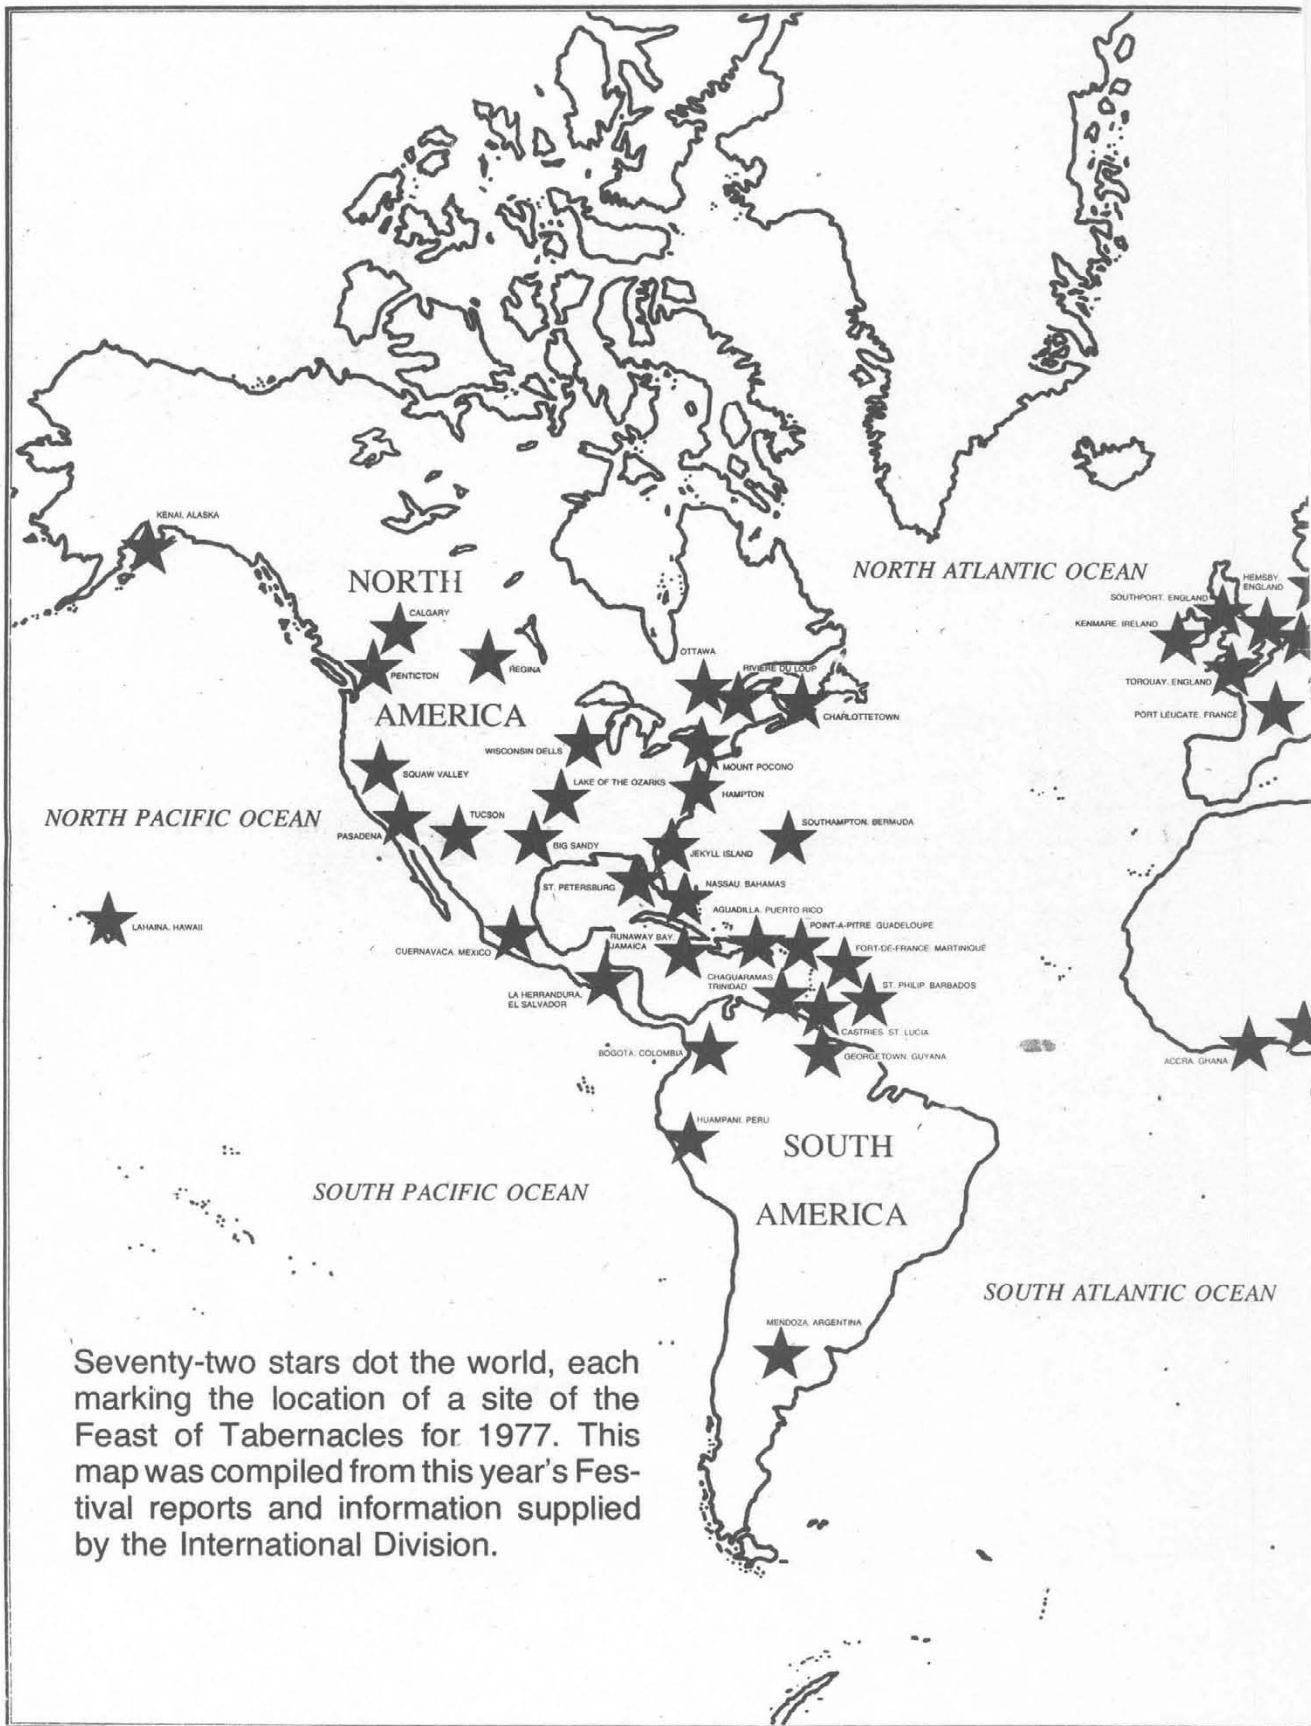 KENAI, ALASKA
NORTH
NORTH ATLANTIC OCEAN
HEMSBY
ENGLAND
SOUTHPORT, ENGLAND
CALGARY
KENMARE, IRELAND
OTTAWA
RIVIERE DU LOUP
REGINA
PENTICTON
TORQUAY, ENGLAND
AMERICA
CHARLOTTETOWN
PORT LEUCATE, FRANCE
WISCONSIN DELLS
MOUNT POCONO
SQUAW VALLEY
LAKE OF THE OZARKS
HAMPTON
NORTH PACIFIC OCEAN
TUCSON
SOUTHAMPTON, BERMUDA
PASADENA
BIG SANDY
JEKYLL ISLAND
ST. PETERSBURG
NASSAU, BAHAMAS
AGUADILLA, PUERTO RICO
LAHAINA, HAWAII
POINT-A-PITRE, GUADELOUPE
RUNAWAY BAY,
JAMAICA
CUERNAVACA, MEXICO
FORT-DE-FRANCE, MARTINIQUE
CHAGUARAMAS
TRINIDAD
ST. PHILIP, BARBADOS
LA HERRANDURA,
EL SALVADOR
CASTRIES, ST. LUCIA
BOGOTA, COLOMBIA
GEORGETOWN, GUYANA
ACCRA, GHANA
HUAMPANI, PERU
SOUTH
SOUTH PACIFIC OCEAN
AMERICA
SOUTH ATLANTIC OCEAN
MENDOZA, ARGENTINA
Seventy-two stars dot the world, each
marking the location of a site of the
Feast of Tabernacles for 1977. This
map was compiled from this year's Fes-
tival reports and information supplied
by the International Division.